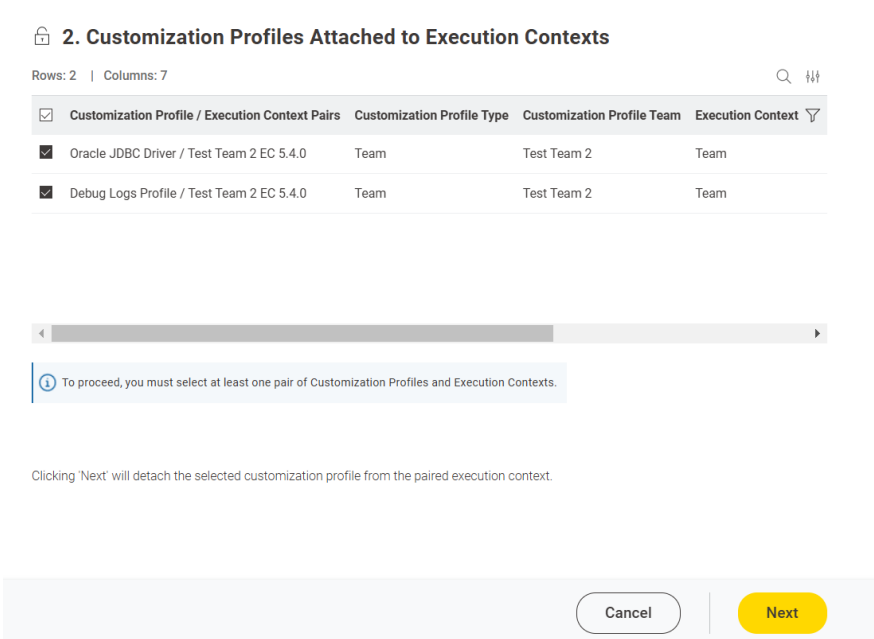 2. Customization Profiles Attached to Execution Contexts
Rows: 2 | Columns: 7
Customization Profile / Execution Context Pairs Customization Profile Type Customization Profile Team Execution Context
Oracle JDBC Driver / Test Team 2 EC 5.4.0 Team Test Team 2 Team
Debug Logs Profile / Test Team 2 EC 5.4.0 Team Test Team 2 Team
To proceed, you must select at least one pair of Customization Profiles and Execution Contexts.
Clicking 'Next' will detach the selected customization profile from the paired execution context.
Cancel Next